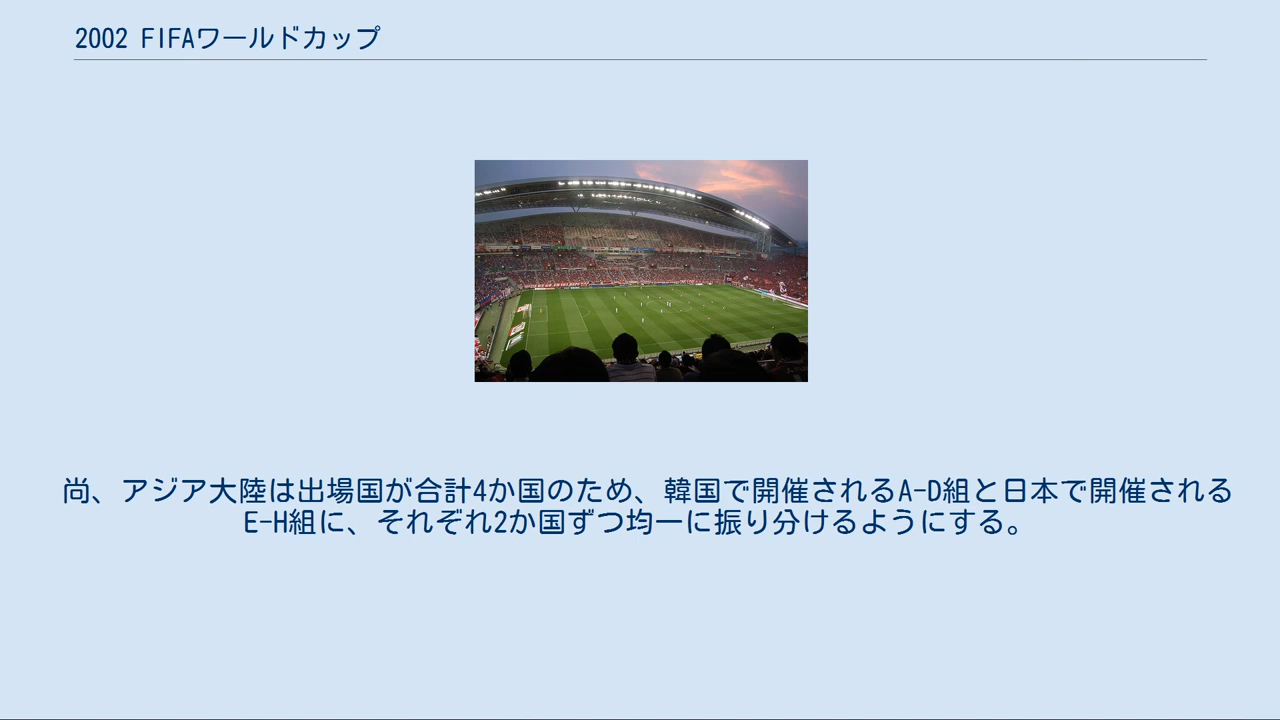 2002 FIFAワールドカップ
尚、アジア大陸は出場国が合計4か国のため、韓国で開催されるA-D組と日本で開催される
E-H組に、それぞれ2か国ずつ均一に振り分けるようにする。